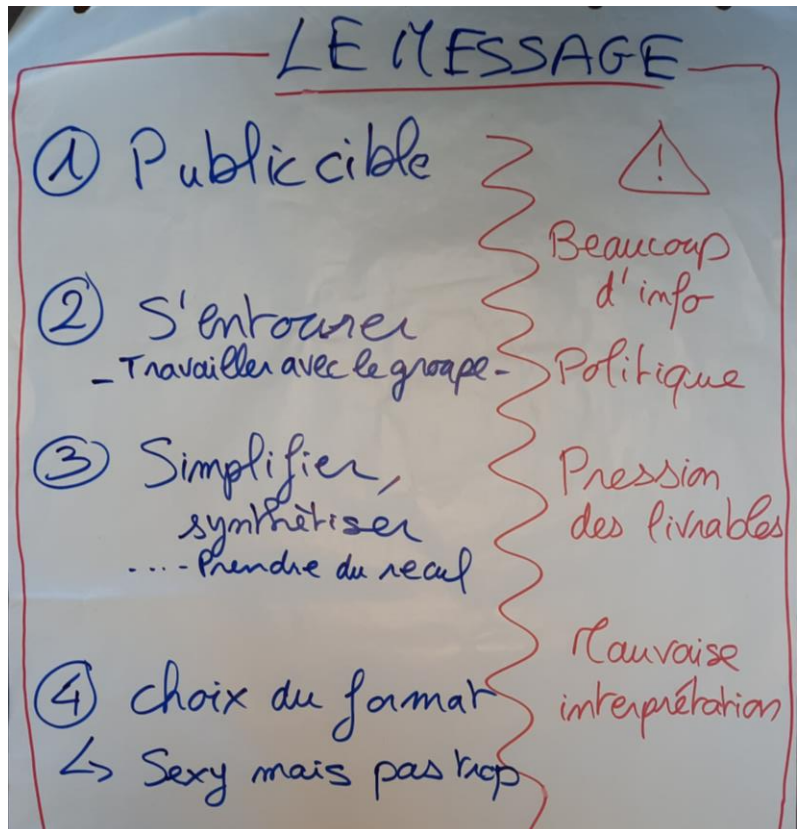 LE MESSAGE
① Public cible
② S'entourer
- Travailler avec le groupe -
③ Simplifier,
synthètiser
.... Prendre du recul
④ choix du format
↳ Sexy mais pas trop
!
Beaucoup
d'info
Politique
Pression
des livrables
Mauvaise
interprétation